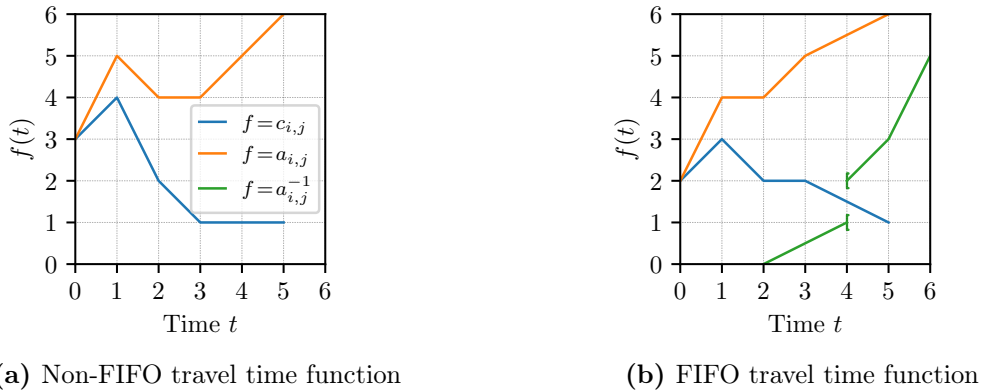 6
5
4
3
2
1
0
f(t)
0 1 2 3 4 5 6
Time t
f=c_{i,j}
f=a_{i,j}
f=a_{i,j}^{-1}
(a) Non-FIFO travel time function
6
5
4
3
2
1
0
f(t)
0 1 2 3 4 5 6
Time t
(b) FIFO travel time function